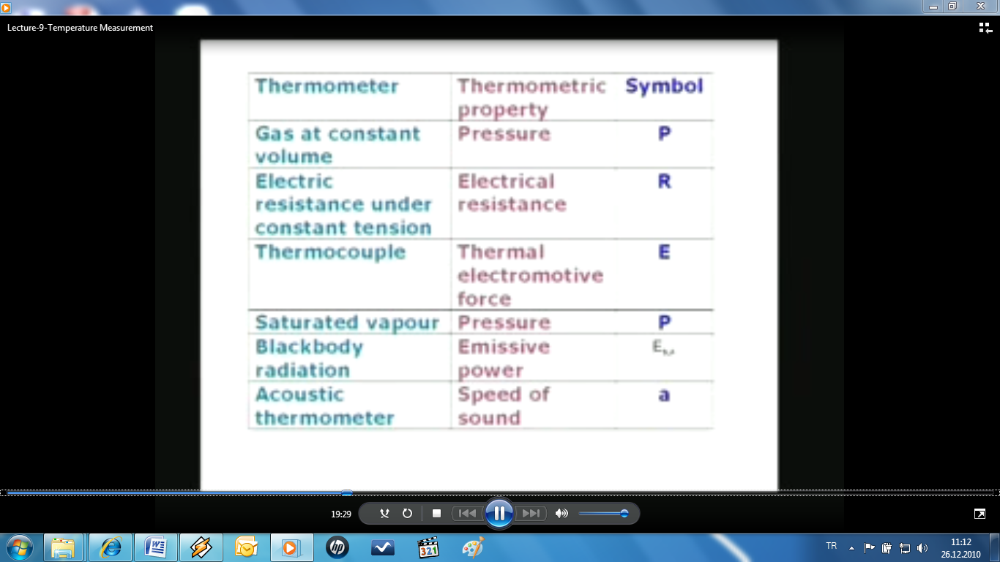 Lecture-9-Temperature Measurement
Thermometer
Thermometric
property
Symbol
Gas at constant
volume
Pressure
P
Electric
resistance under
constant tension
Electrical
resistance
R
Thermocouple
Thermal
electromotive
force
E
Saturated vapour
Pressure
P
Blackbody
radiation
Emissive
power
E
Acoustic
thermometer
Speed of
sound
a
19:29
hp
321
TR
11:12
26.12.2010